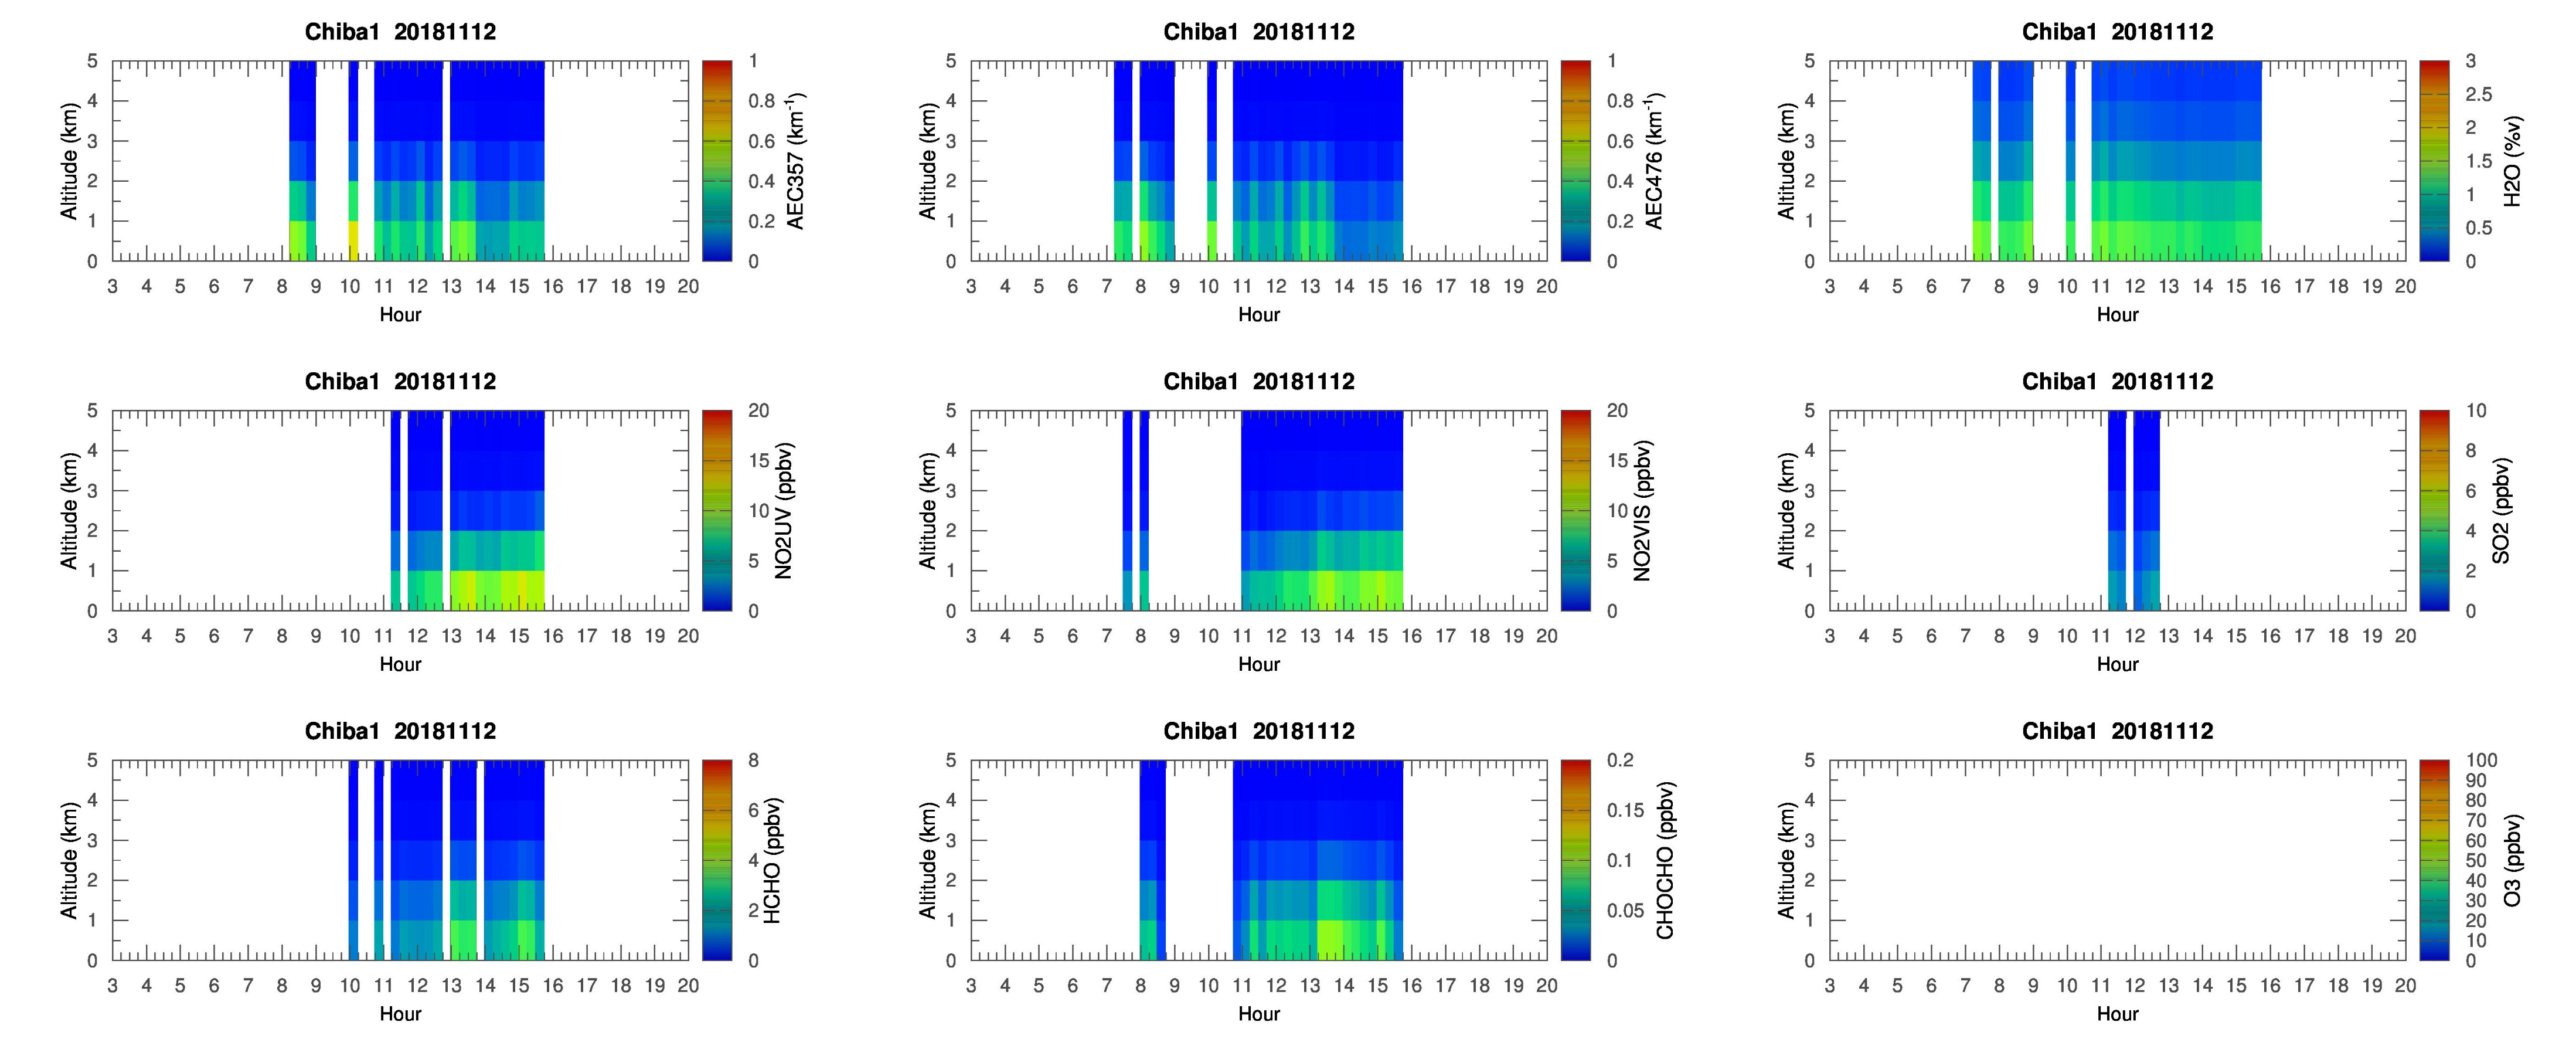 Chiba1 20181112
5
4
3
2
1
0
Altitude (km)
3 4 5 6 7 8 9 10 11 12 13 14 15 16 17 18 19 20
Hour
1
0.8
0.6
0.4
0.2
0
AEC357 (km-1)
Chiba1 20181112
5
4
3
2
1
0
Altitude (km)
3 4 5 6 7 8 9 10 11 12 13 14 15 16 17 18 19 20
Hour
1
0.8
0.6
0.4
0.2
0
AEC476 (km-1)
Chiba1 20181112
5
4
3
2
1
0
Altitude (km)
3 4 5 6 7 8 9 10 11 12 13 14 15 16 17 18 19 20
Hour
3
2.5
2
1.5
1
0.5
0
H2O (%v)
Chiba1 20181112
5
4
3
2
1
0
Altitude (km)
3 4 5 6 7 8 9 10 11 12 13 14 15 16 17 18 19 20
Hour
20
15
10
5
0
NO2UV (ppbv)
Chiba1 20181112
5
4
3
2
1
0
Altitude (km)
3 4 5 6 7 8 9 10 11 12 13 14 15 16 17 18 19 20
Hour
20
15
10
5
0
NO2VIS (ppbv)
Chiba1 20181112
5
4
3
2
1
0
Altitude (km)
3 4 5 6 7 8 9 10 11 12 13 14 15 16 17 18 19 20
Hour
10
8
6
4
2
0
SO2 (ppbv)
Chiba1 20181112
5
4
3
2
1
0
Altitude (km)
3 4 5 6 7 8 9 10 11 12 13 14 15 16 17 18 19 20
Hour
8
6
4
2
0
HCHO (ppbv)
Chiba1 20181112
5
4
3
2
1
0
Altitude (km)
3 4 5 6 7 8 9 10 11 12 13 14 15 16 17 18 19 20
Hour
0.2
0.15
0.1
0.05
0
CHOCHO (ppbv)
Chiba1 20181112
5
4
3
2
1
0
Altitude (km)
3 4 5 6 7 8 9 10 11 12 13 14 15 16 17 18 19 20
Hour
100
90
80
70
60
50
40
30
20
10
0
O3 (ppbv)